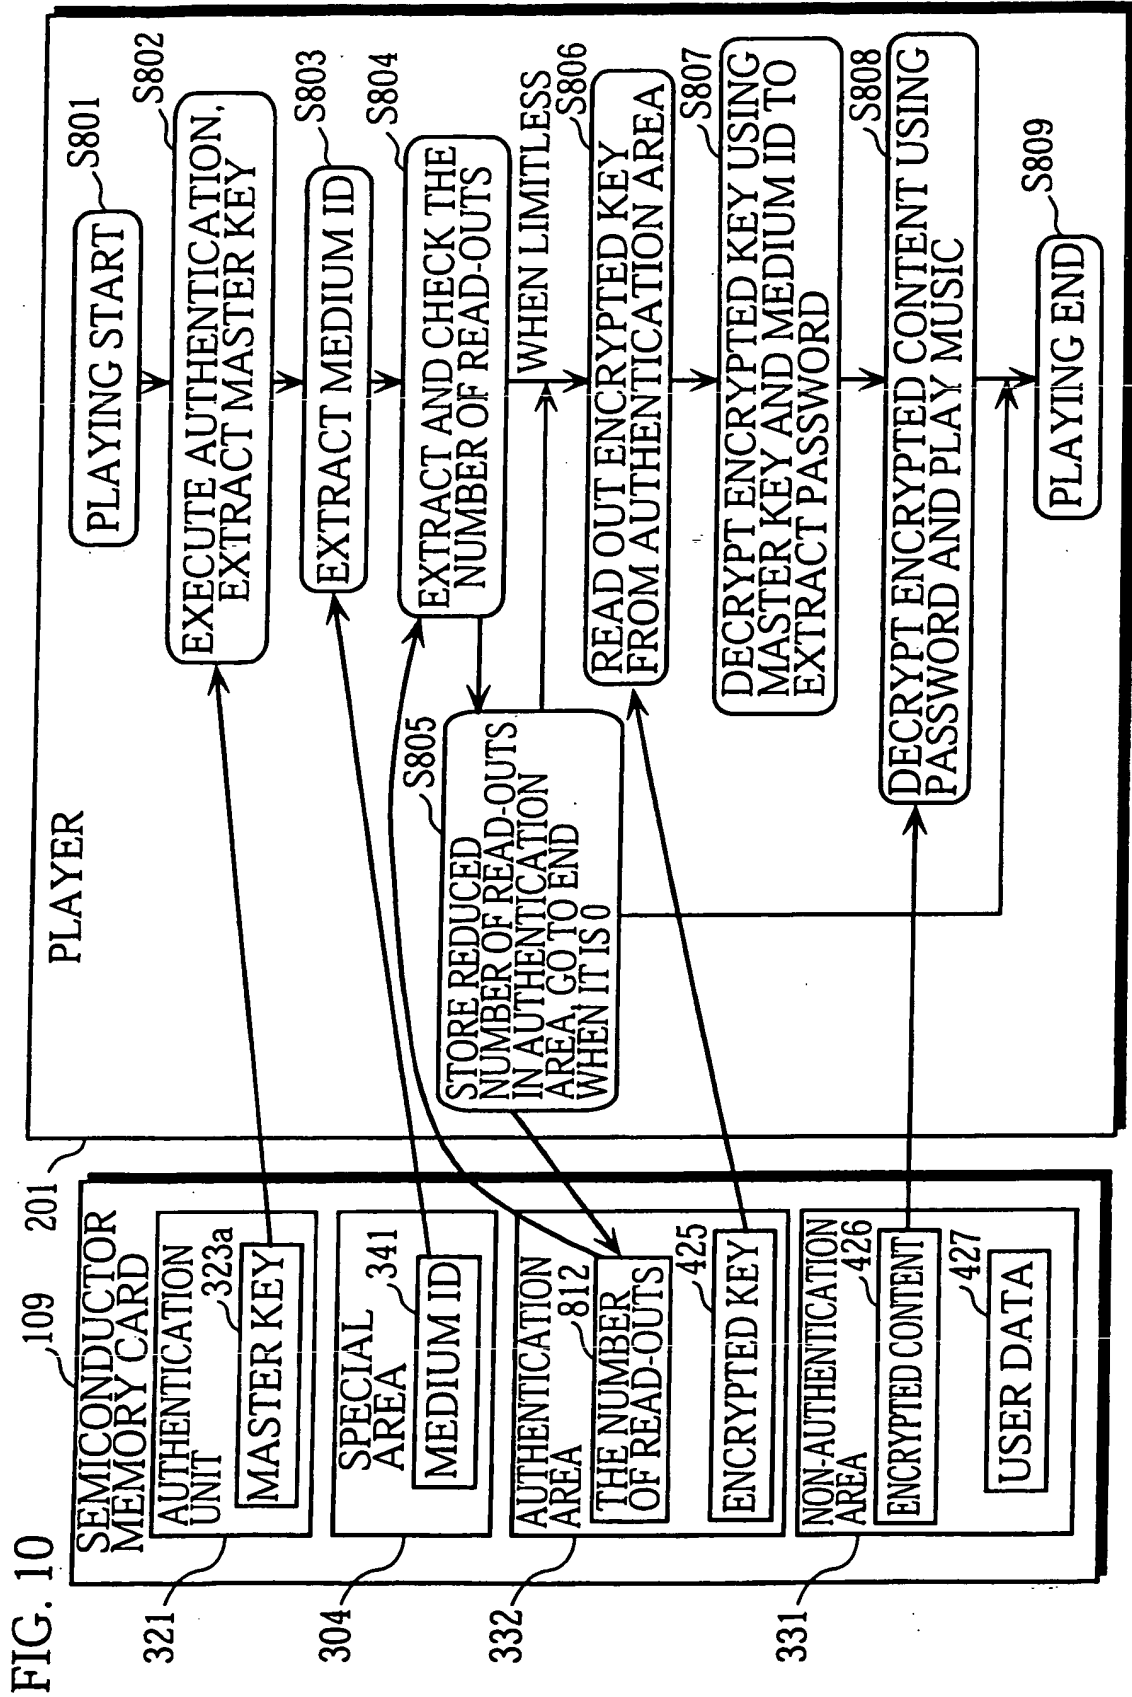 FIG. 10
109
SEMICONDUCTOR
MEMORY CARD
321
AUTHENTICATION
UNIT
323a
MASTER KEY
304
SPECIAL
AREA
341
MEDIUM ID
332
AUTHENTICATION
AREA
812
THE NUMBER
OF READ-OUTS
425
ENCRYPTED KEY
331
NON-AUTHENTICATION
AREA
426
ENCRYPTED CONTENT
427
USER DATA
201
PLAYER
S801
PLAYING START
S802
EXECUTE AUTHENTICATION,
EXTRACT MASTER KEY
S803
EXTRACT MEDIUM ID
S804
EXTRACT AND CHECK THE
NUMBER OF READ-OUTS
S805
STORE REDUCED
NUMBER OF READ-OUTS
IN AUTHENTICATION
AREA, GO TO END
WHEN IT IS 0
WHEN LIMITLESS
S806
READ OUT ENCRYPTED KEY
FROM AUTHENTICATION AREA
S807
DECRYPT ENCRYPTED KEY USING
MASTER KEY AND MEDIUM ID TO
EXTRACT PASSWORD
S808
DECRYPT ENCRYPTED CONTENT USING
PASSWORD AND PLAY MUSIC
S809
PLAYING END